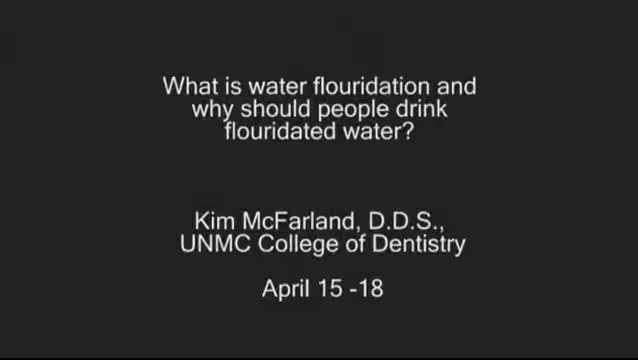 What is water flouridation and
why should people drink
flouridated water?
Kim McFarland, D.D.S.,
UNMC College of Dentistry
April 15 -18